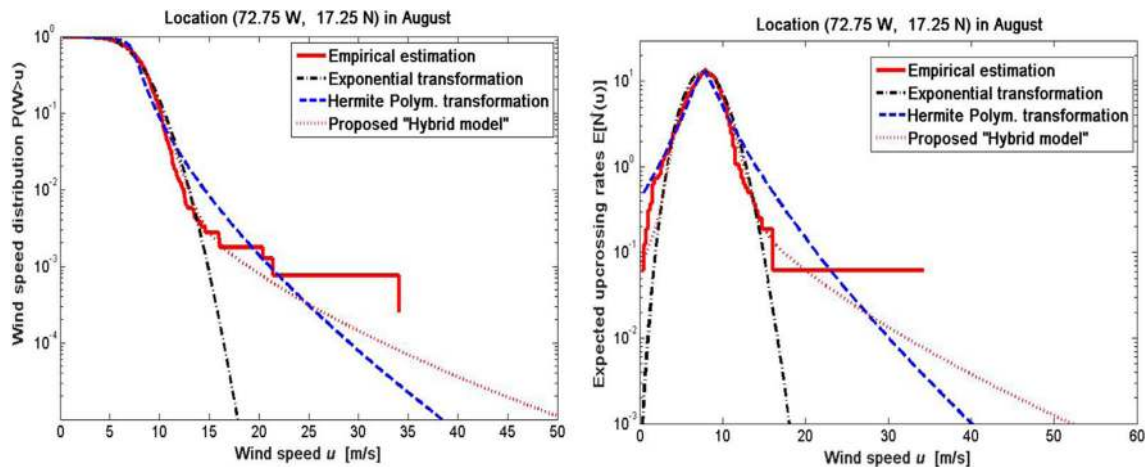 Location (72.75 W, 17.25 N) in August
Wind speed distribution P(W>u)
10^0
10^-1
10^-2
10^-3
10^-4
Empirical estimation
Exponential transformation
Hermite Polym. transformation
Proposed "Hybrid model"
0 5 10 15 20 25 30 35 40 45 50
Wind speed u [m/s]
Location (72.75 W, 17.25 N) in August
Expected upcrossing rates E[N(u)]
10^1
10^0
10^-1
10^-2
10^-3
Empirical estimation
Exponential transformation
Hermite Polym. transformation
Proposed "Hybrid model"
0 10 20 30 40 50 60
Wind speed u [m/s]